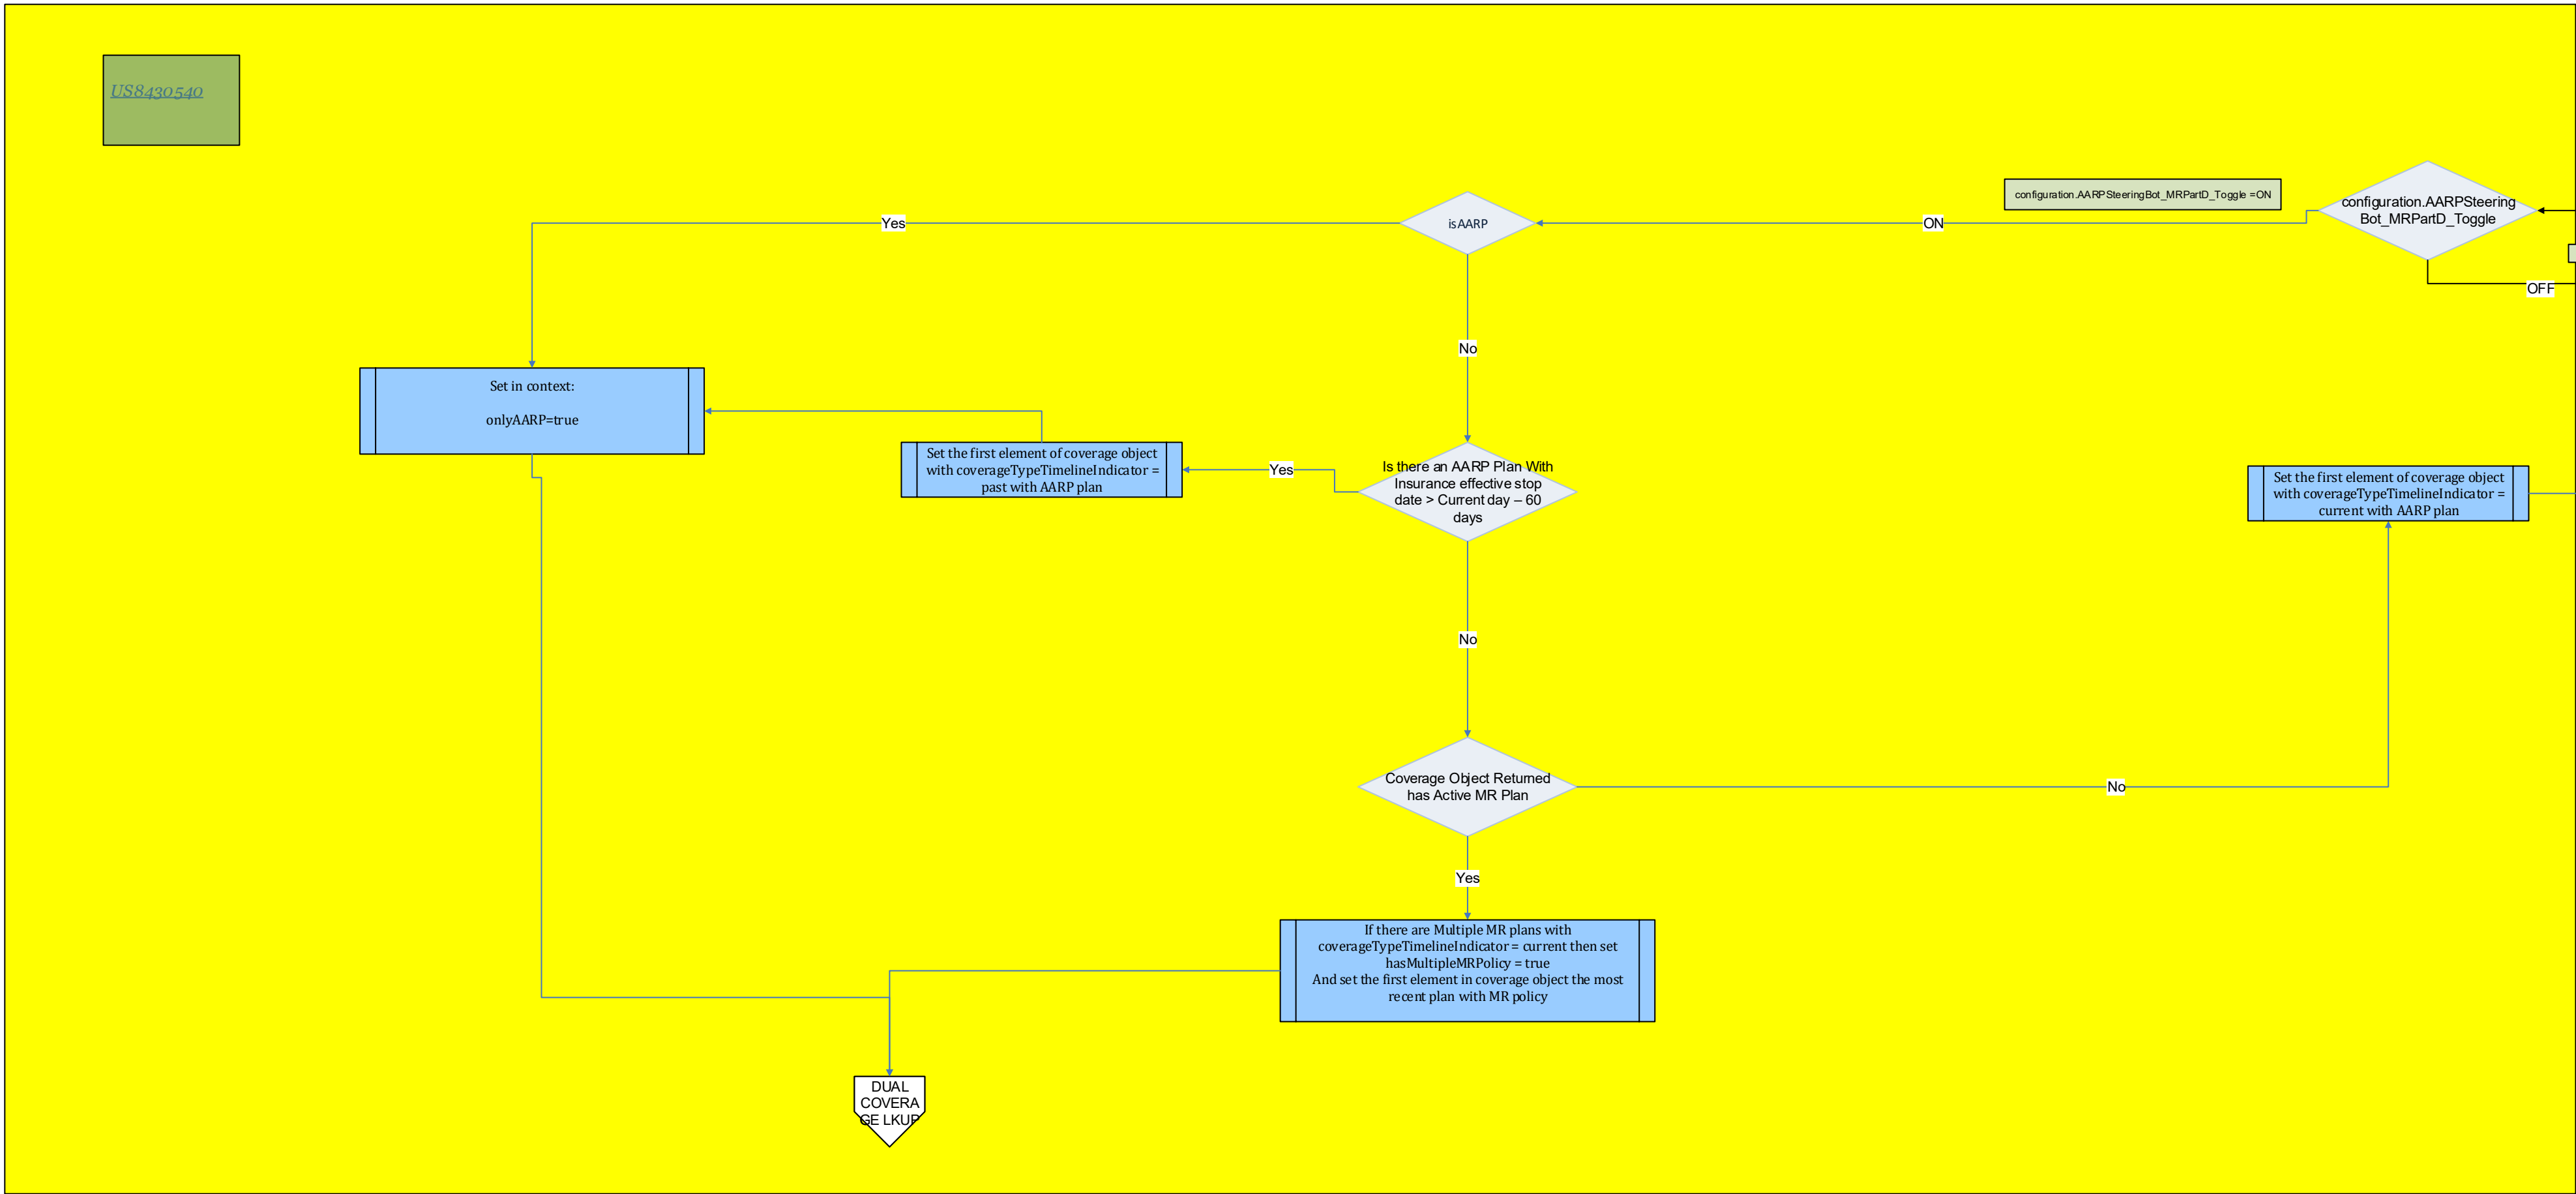 US8430540
configuration.AARPSteeringBot_MRPartD_Toggle =ON
configuration.AARPSteering
Bot_MRPartD_Toggle
Yes
isAARP
ON
OFF
No
Set in context:
onlyAARP=true
Set the first element of coverage object
with coverageTypeTimelineIndicator =
past with AARP plan
Yes
Is there an AARP Plan With
Insurance effective stop
date > Current day – 60
days
Set the first element of coverage object
with coverageTypeTimelineIndicator =
current with AARP plan
No
Coverage Object Returned
has Active MR Plan
No
Yes
If there are Multiple MR plans with
coverageTypeTimelineIndicator = current then set
hasMultipleMRPolicy = true
And set the first element in coverage object the most
recent plan with MR policy
DUAL
COVERA
GE LKUP